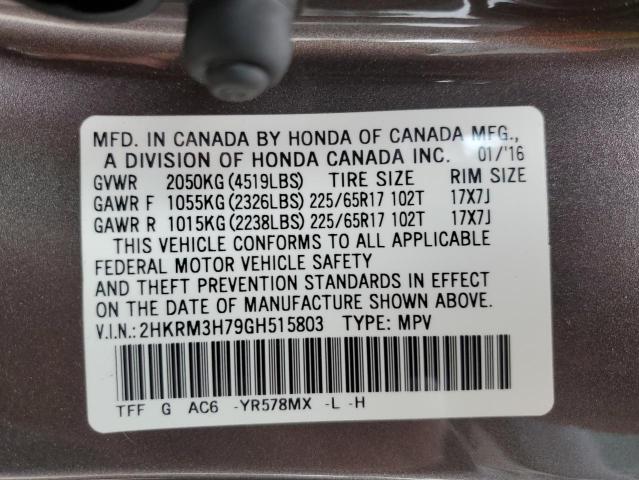 MFD. IN CANADA BY HONDA OF CANADA MFG.,
A DIVISION OF HONDA CANADA INC. 01/'16
GVWR 2050KG (4519LBS) TIRE SIZE RIM SIZE
GAWR F 1055KG (2326LBS) 225/65R17 102T 17X7J
GAWR R 1015KG (2238LBS) 225/65R17 102T 17X7J
THIS VEHICLE CONFORMS TO ALL APPLICABLE
FEDERAL MOTOR VEHICLE SAFETY
AND THEFT PREVENTION STANDARDS IN EFFECT
ON THE DATE OF MANUFACTURE SHOWN ABOVE.
V.I.N.:2HKRM3H79GH515803 TYPE:MPV
TFF G AC6 -YR578MX -L -H